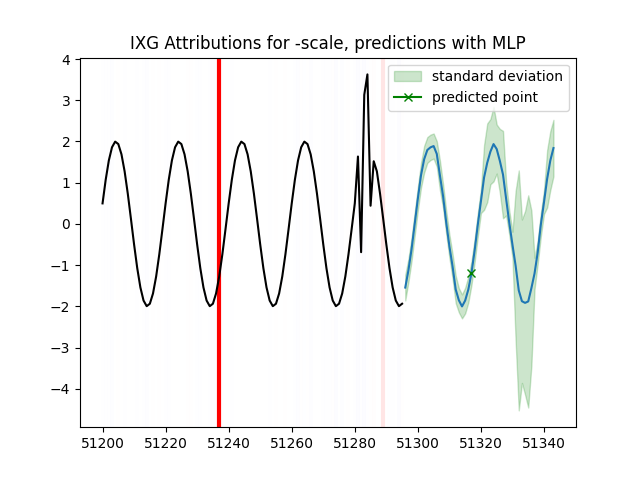 IXG Attributions for -scale, predictions with MLP
standard deviation
predicted point
4
3
2
1
0
−1
−2
−3
−4
51200 51220 51240 51260 51280 51300 51320 51340